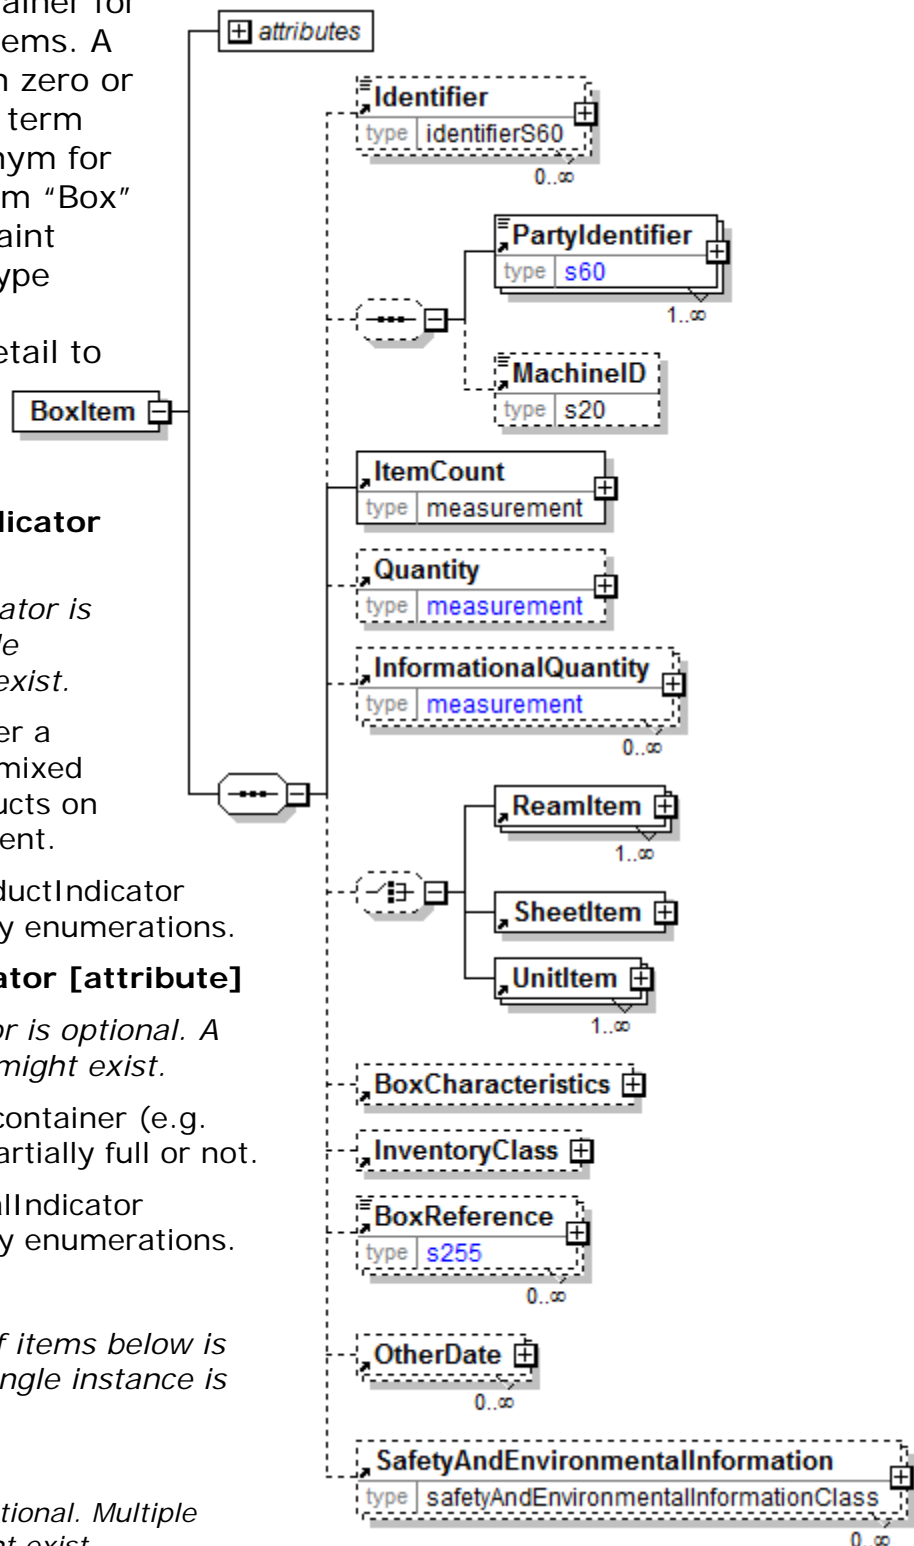 ainer for
ems. A
n zero or
term
nym for
m “Box”
aint
ype
etail to
licator
ator is
le
exist.
er a
mixed
ucts on
ent.
ductIndicator
y enumerations.
ator [attribute]
or is optional. A
might exist.
container (e.g.
artially full or not.
alIndicator
y enumerations.
f items below is
ngle instance is
tional. Multiple
nt exist
BoxItem
attributes
Identifier
type identifierS60
0..∞
PartyIdentifier
type s60
1..∞
MachineID
type s20
ItemCount
type measurement
Quantity
type measurement
InformationalQuantity
type measurement
0..∞
ReamItem
1..∞
SheetItem
UnitItem
1..∞
BoxCharacteristics
InventoryClass
BoxReference
type s255
0..∞
OtherDate
0..∞
SafetyAndEnvironmentalInformation
type safetyAndEnvironmentalInformationClass
0..∞